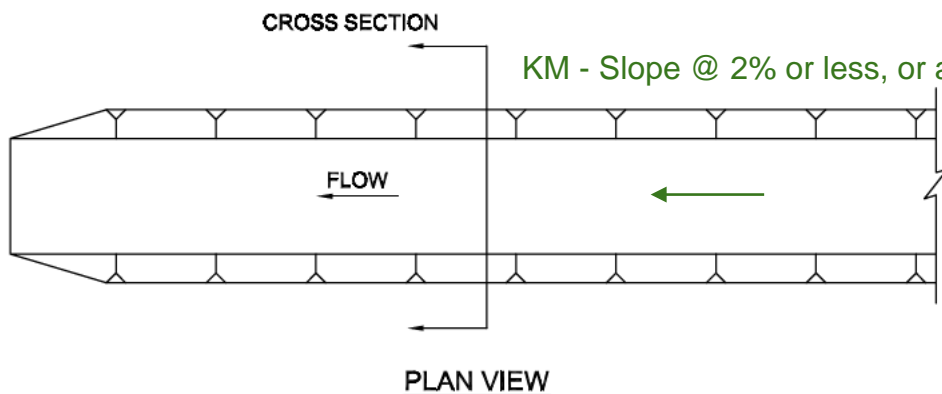 CROSS SECTION
KM - Slope @ 2% or less, or a
FLOW
PLAN VIEW